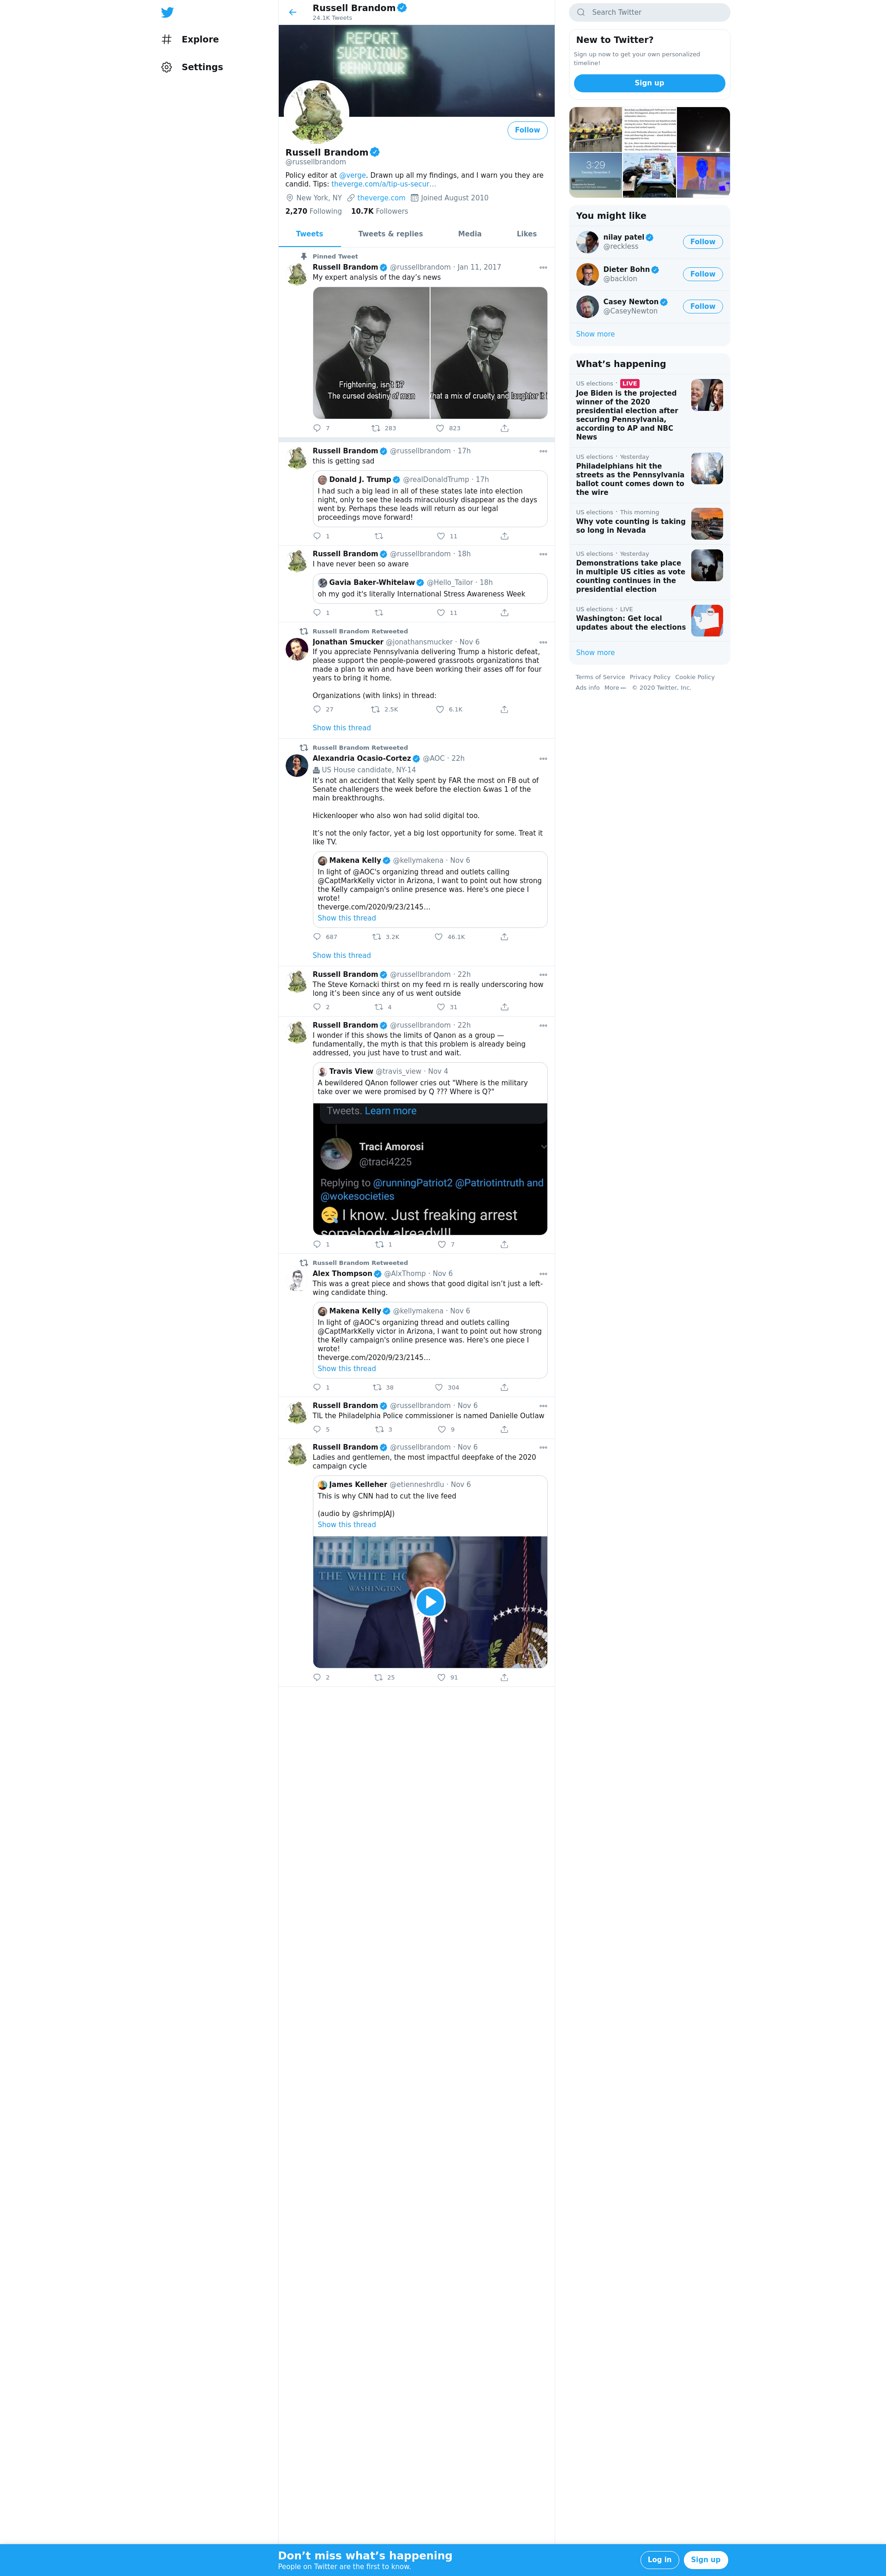 Explore
Settings
Russell Brandom
24.1K Tweets
REPORT
SUSPICIOUS
BEHAVIOUR
Follow
Russell Brandom
@russellbrandom
Policy editor at @verge. Drawn up all my findings, and I warn you they are
candid. Tips: theverge.com/a/tip-us-secur…
New York, NY theverge.com Joined August 2010
2,270 Following 10.7K Followers
Tweets Tweets & replies Media Likes
Pinned Tweet
Russell Brandom @russellbrandom · Jan 11, 2017
My expert analysis of the day’s news
Frightening, isn't it?
The cursed destiny of man
that a mix of cruelty and laughter it i
7 283 823
Russell Brandom @russellbrandom · 17h
this is getting sad
Donald J. Trump @realDonaldTrump · 17h
I had such a big lead in all of these states late into election
night, only to see the leads miraculously disappear as the days
went by. Perhaps these leads will return as our legal
proceedings move forward!
1 11
Russell Brandom @russellbrandom · 18h
I have never been so aware
Gavia Baker-Whitelaw @Hello_Tailor · 18h
oh my god it's literally International Stress Awareness Week
1 11
Russell Brandom Retweeted
Jonathan Smucker @jonathansmucker · Nov 6
If you appreciate Pennsylvania delivering Trump a historic defeat,
please support the people-powered grassroots organizations that
made a plan to win and have been working their asses off for four
years to bring it home.
Organizations (with links) in thread:
27 2.5K 6.1K
Show this thread
Russell Brandom Retweeted
Alexandria Ocasio-Cortez @AOC · 22h
US House candidate, NY-14
It’s not an accident that Kelly spent by FAR the most on FB out of
Senate challengers the week before the election &was 1 of the
main breakthroughs.
Hickenlooper who also won had solid digital too.
It’s not the only factor, yet a big lost opportunity for some. Treat it
like TV.
Makena Kelly @kellymakena · Nov 6
In light of @AOC's organizing thread and outlets calling
@CaptMarkKelly victor in Arizona, I want to point out how strong
the Kelly campaign's online presence was. Here's one piece I
wrote!
theverge.com/2020/9/23/2145…
Show this thread
687 3.2K 46.1K
Show this thread
Russell Brandom @russellbrandom · 22h
The Steve Kornacki thirst on my feed rn is really underscoring how
long it’s been since any of us went outside
2 4 31
Russell Brandom @russellbrandom · 22h
I wonder if this shows the limits of Qanon as a group —
fundamentally, the myth is that this problem is already being
addressed, you just have to trust and wait.
Travis View @travis_view · Nov 4
A bewildered QAnon follower cries out "Where is the military
take over we were promised by Q ??? Where is Q?"
Tweets. Learn more
Traci Amorosi
@traci4225
Replying to @runningPatriot2 @Patriotintruth and
@wokesocieties
😪 I know. Just freaking arrest
somebody already!!!
1 1 7
Russell Brandom Retweeted
Alex Thompson @AlxThomp · Nov 6
This was a great piece and shows that good digital isn’t just a left-
wing candidate thing.
Makena Kelly @kellymakena · Nov 6
In light of @AOC's organizing thread and outlets calling
@CaptMarkKelly victor in Arizona, I want to point out how strong
the Kelly campaign's online presence was. Here's one piece I
wrote!
theverge.com/2020/9/23/2145…
Show this thread
1 38 304
Russell Brandom @russellbrandom · Nov 6
TIL the Philadelphia Police commissioner is named Danielle Outlaw
5 3 9
Russell Brandom @russellbrandom · Nov 6
Ladies and gentlemen, the most impactful deepfake of the 2020
campaign cycle
James Kelleher @etienneshrdlu · Nov 6
This is why CNN had to cut the live feed
(audio by @shrimpJAJ)
Show this thread
THE WHITE HO
WASHINGTON
2 25 91
Search Twitter
New to Twitter?
Sign up now to get your own personalized
timeline!
Sign up
3:29
You might like
nilay patel
@reckless
Follow
Dieter Bohn
@backlon
Follow
Casey Newton
@CaseyNewton
Follow
Show more
What’s happening
US elections · LIVE
Joe Biden is the projected
winner of the 2020
presidential election after
securing Pennsylvania,
according to AP and NBC
News
US elections · Yesterday
Philadelphians hit the
streets as the Pennsylvania
ballot count comes down to
the wire
US elections · This morning
Why vote counting is taking
so long in Nevada
US elections · Yesterday
Demonstrations take place
in multiple US cities as vote
counting continues in the
presidential election
US elections · LIVE
Washington: Get local
updates about the elections
Show more
Terms of Service Privacy Policy Cookie Policy
Ads info More © 2020 Twitter, Inc.
Don’t miss what’s happening
People on Twitter are the first to know.
Log in
Sign up